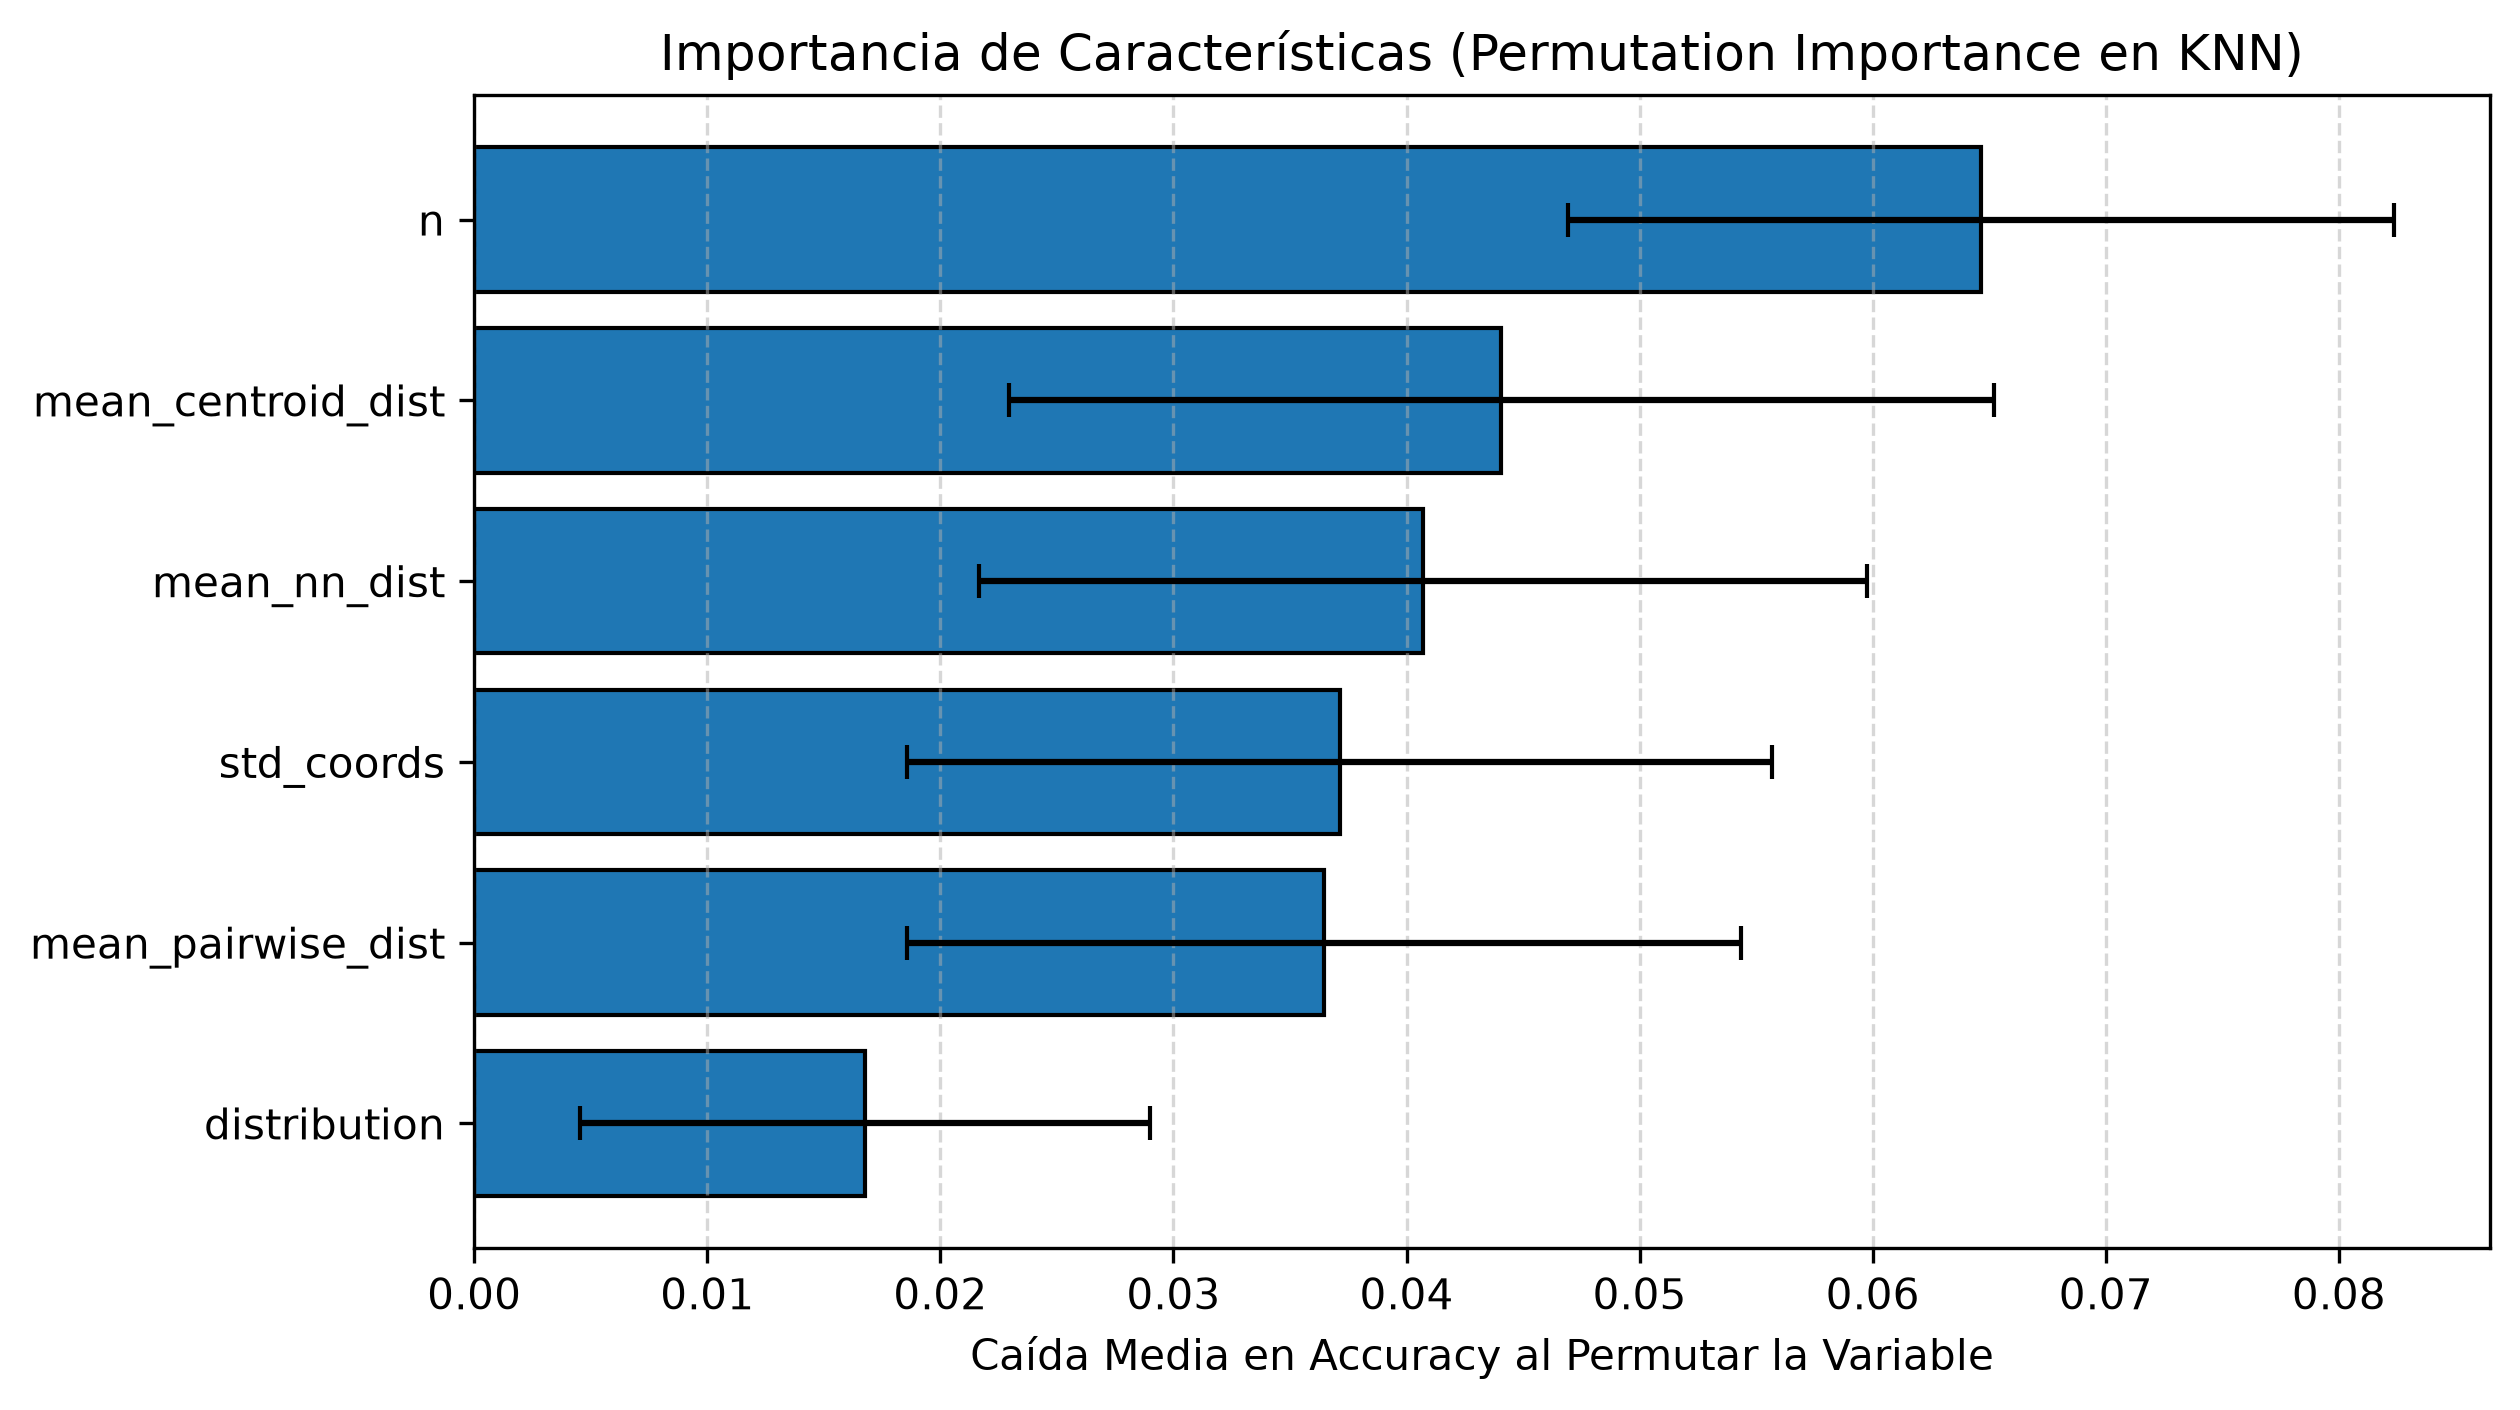 Importancia de Características (Permutation Importance en KNN)
n
mean_centroid_dist
mean_nn_dist
std_coords
mean_pairwise_dist
distribution
0.00 0.01 0.02 0.03 0.04 0.05 0.06 0.07 0.08
Caída Media en Accuracy al Permutar la Variable